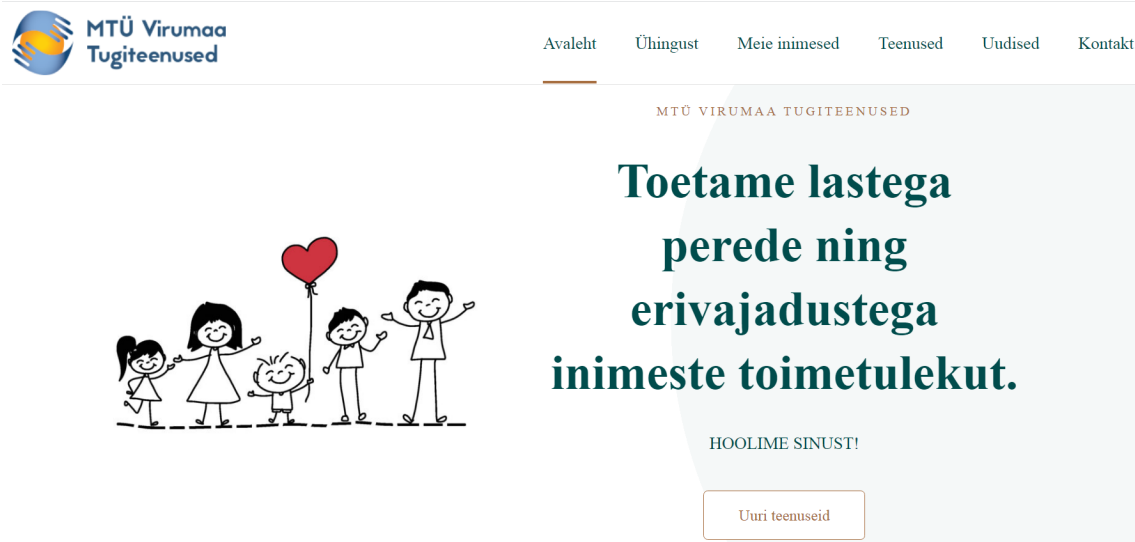 MTÜ Virumaa
Tugiteenused
Avaleht
Ühingust
Meie inimesed
Teenused
Uudised
Kontakt
MTÜ VIRUMAA TUGITEENUSED
Toetame lastega
perede ning
erivajadustega
inimeste toimetulekut.
HOOLIME SINUST!
Uuri teenuseid